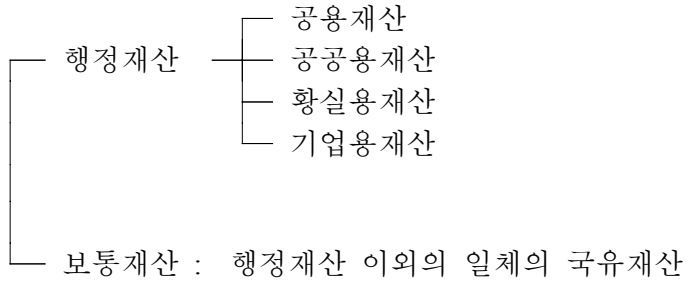 공용재산
행정재산
공공용재산
황실용재산
기업용재산
보통재산 : 행정재산 이외의 일체의 국유재산